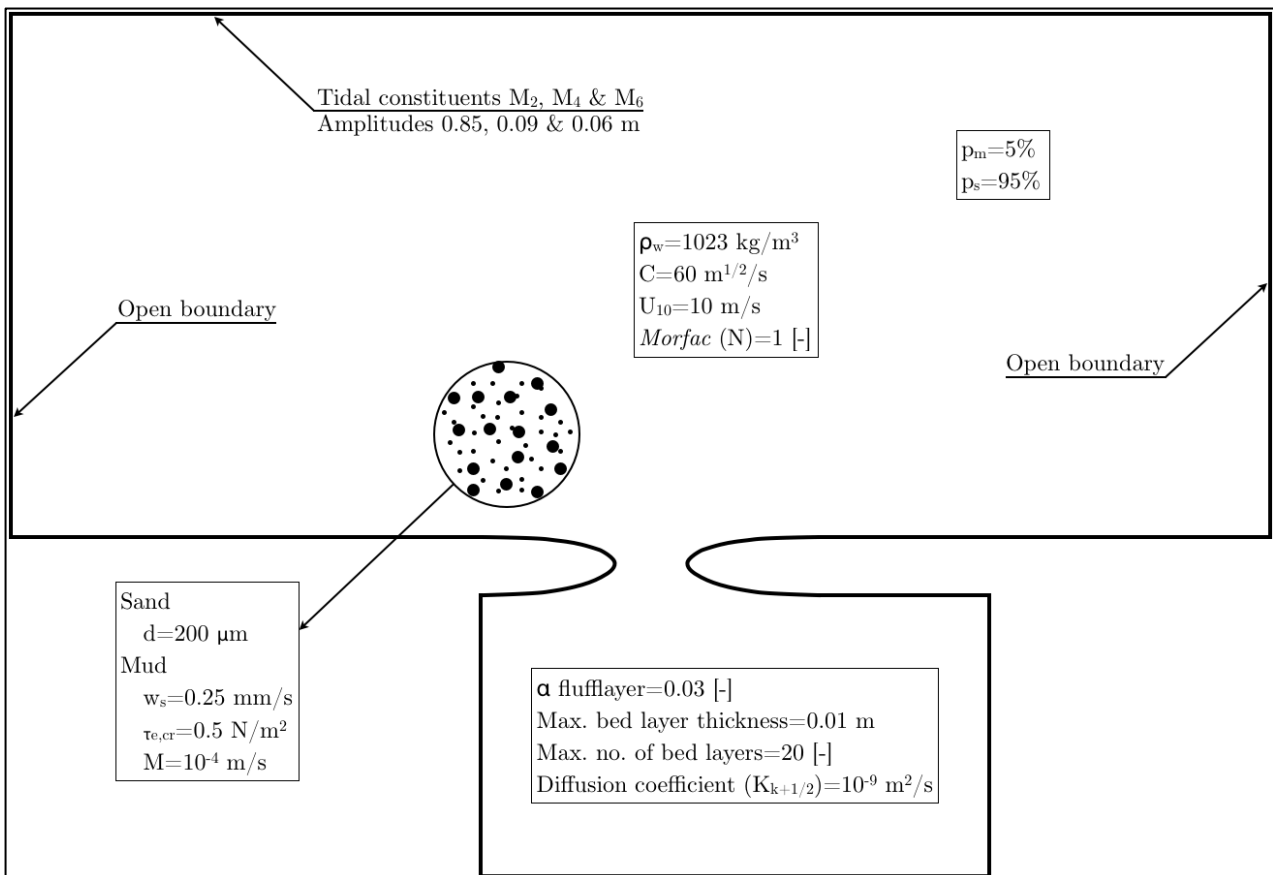 Tidal constituents M₂, M₄ & M₆
Amplitudes 0.85, 0.09 & 0.06 m
pₘ=5%
pₛ=95%
ρw=1023 kg/m³
C=60 m¹ᐟ²/s
U₁₀=10 m/s
Morfac (N)=1 [-]
Open boundary
Open boundary
Sand
d=200 μm
Mud
wₛ=0.25 mm/s
τe,cr=0.5 N/m²
M=10⁻⁴ m/s
α flufflayer=0.03 [-]
Max. bed layer thickness=0.01 m
Max. no. of bed layers=20 [-]
Diffusion coefficient (Kk+1/2)=10⁻⁹ m²/s